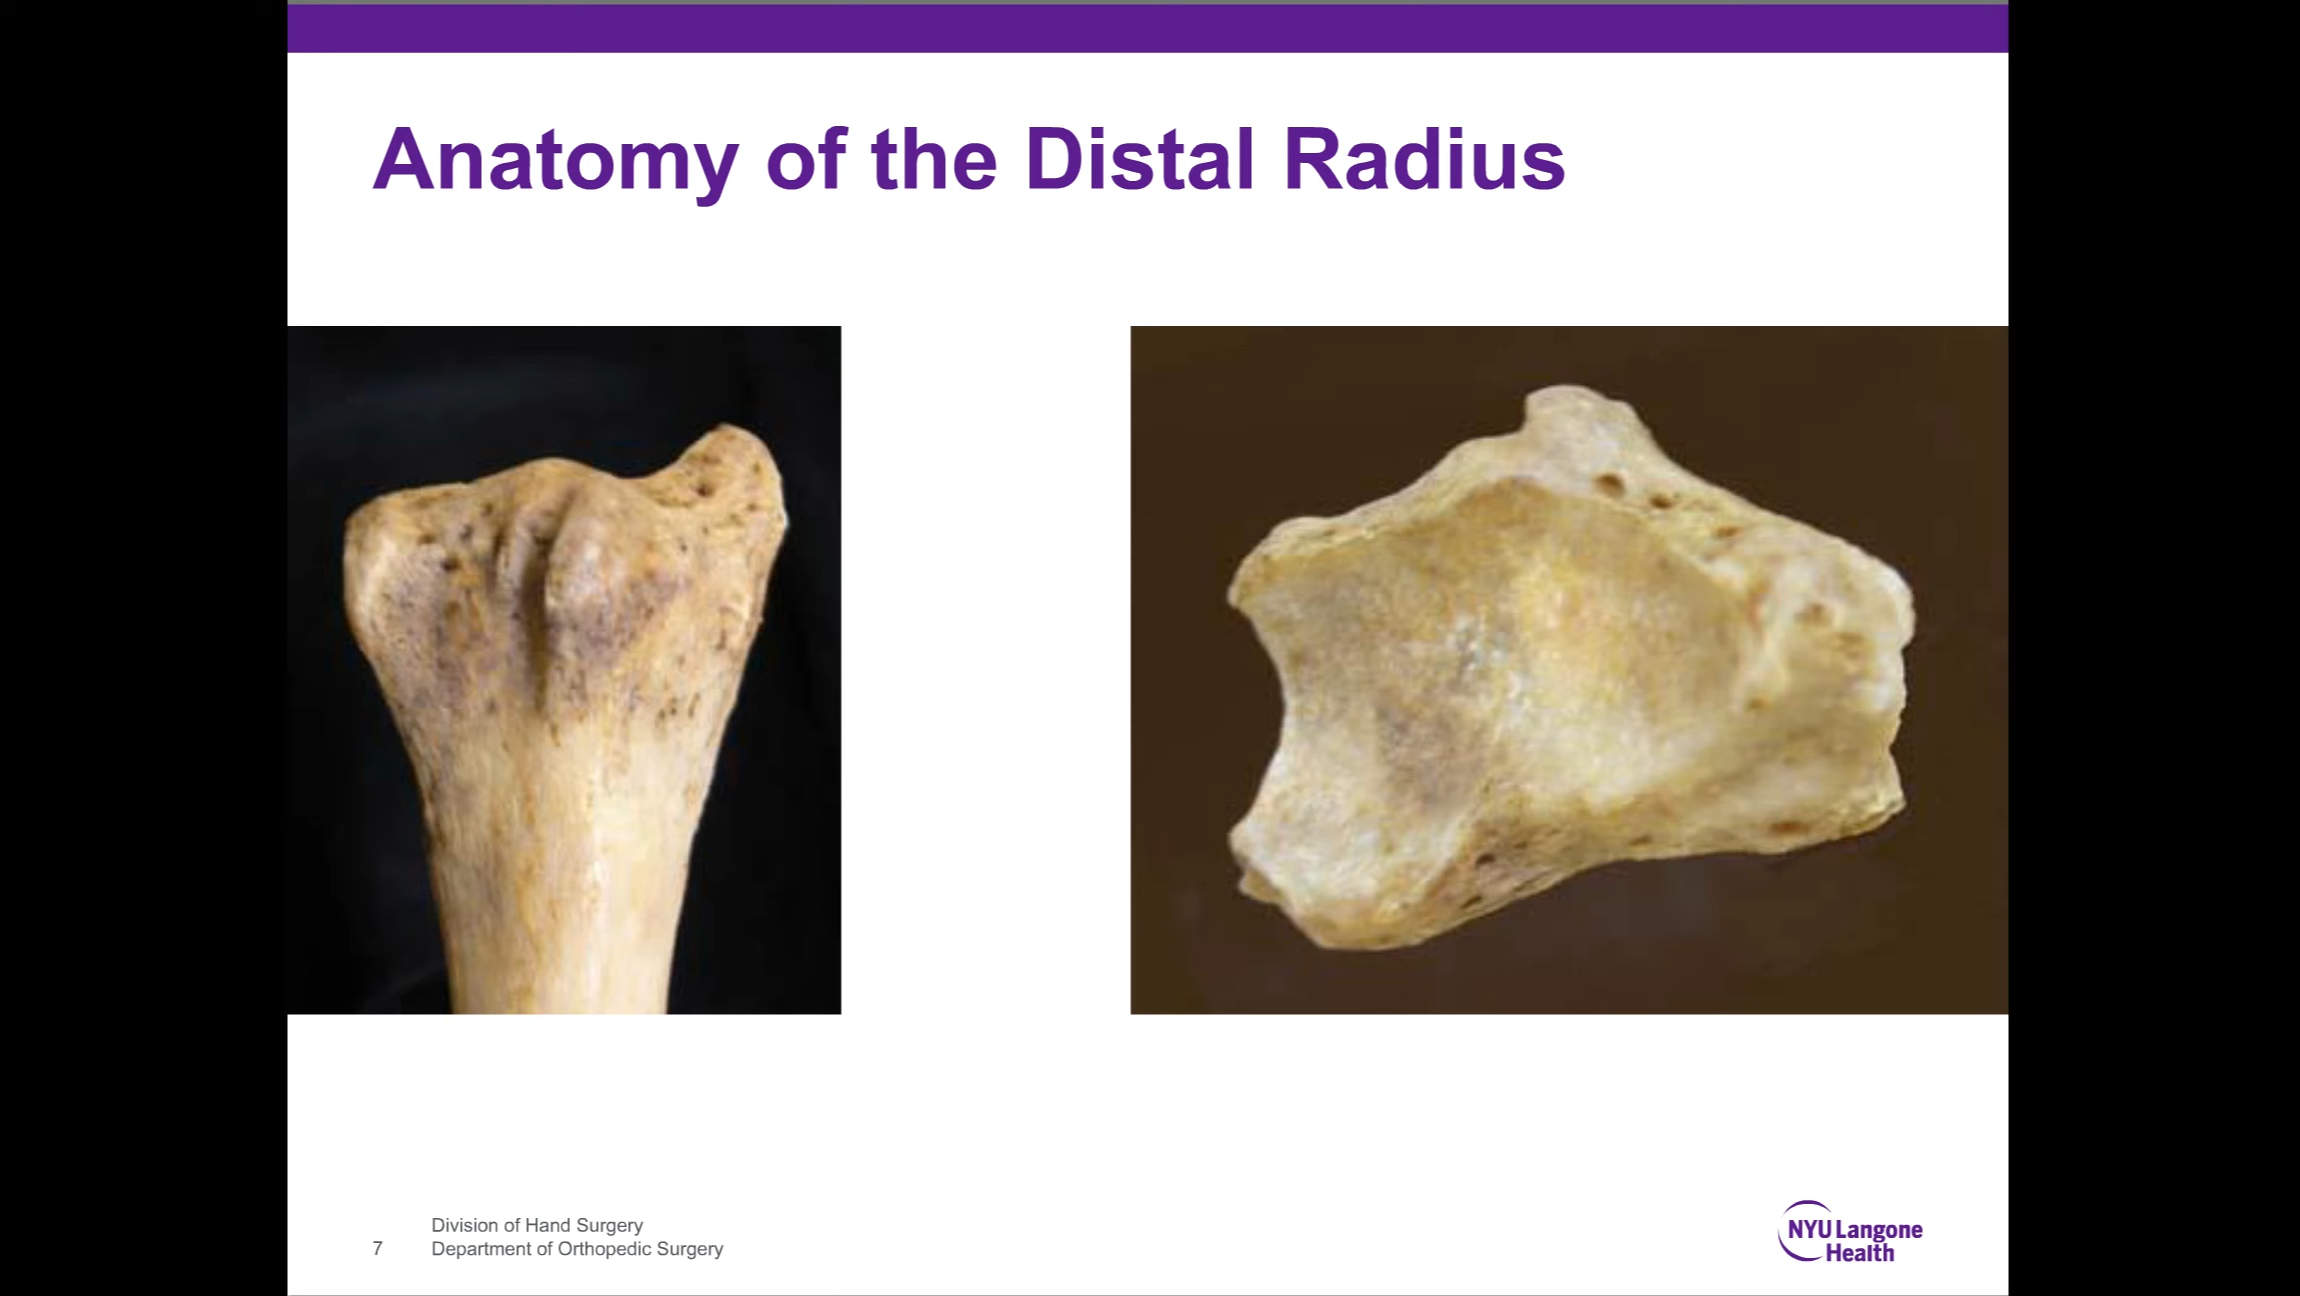 Anatomy of the Distal Radius
Division of Hand Surgery
7 Department of Orthopedic Surgery
NYU Langone
Health